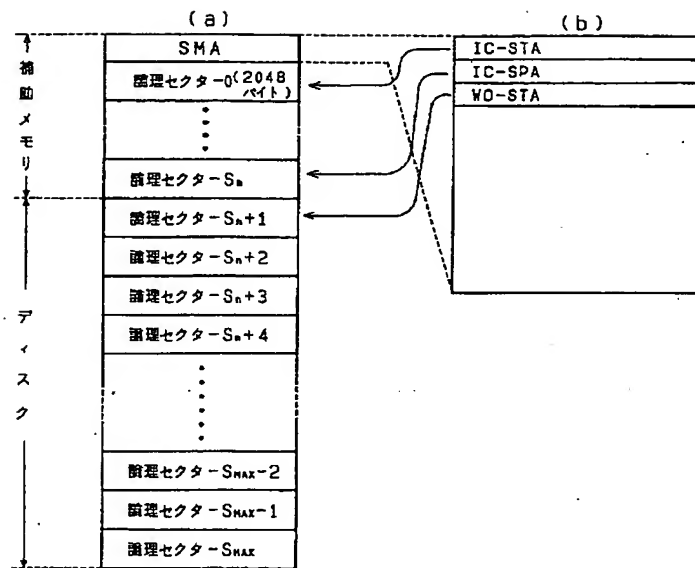 (a)
補助メモリ
ディスク
SMA
論理セクター0(2048バイト)
論理セクターSn
論理セクターSn+1
論理セクターSn+2
論理セクターSn+3
論理セクターSn+4
論理セクターSMAX-2
論理セクターSMAX-1
論理セクターSMAX
(b)
IC-STA
IC-SPA
WO-STA